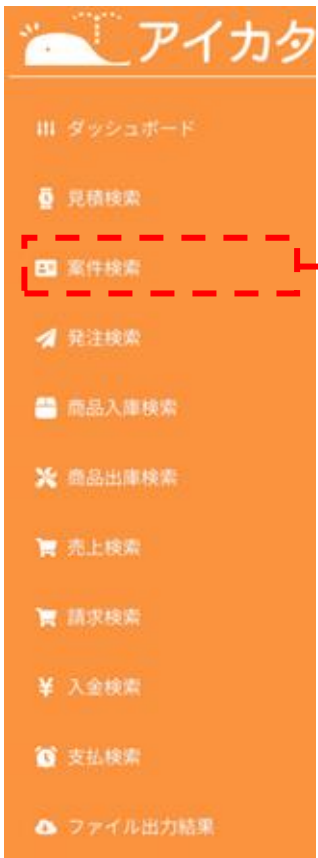 アイカタ
ダッシュボード
見積検索
案件検索
発注検索
商品入庫検索
商品出庫検索
売上検索
請求検索
入金検索
支払検索
ファイル出力結果